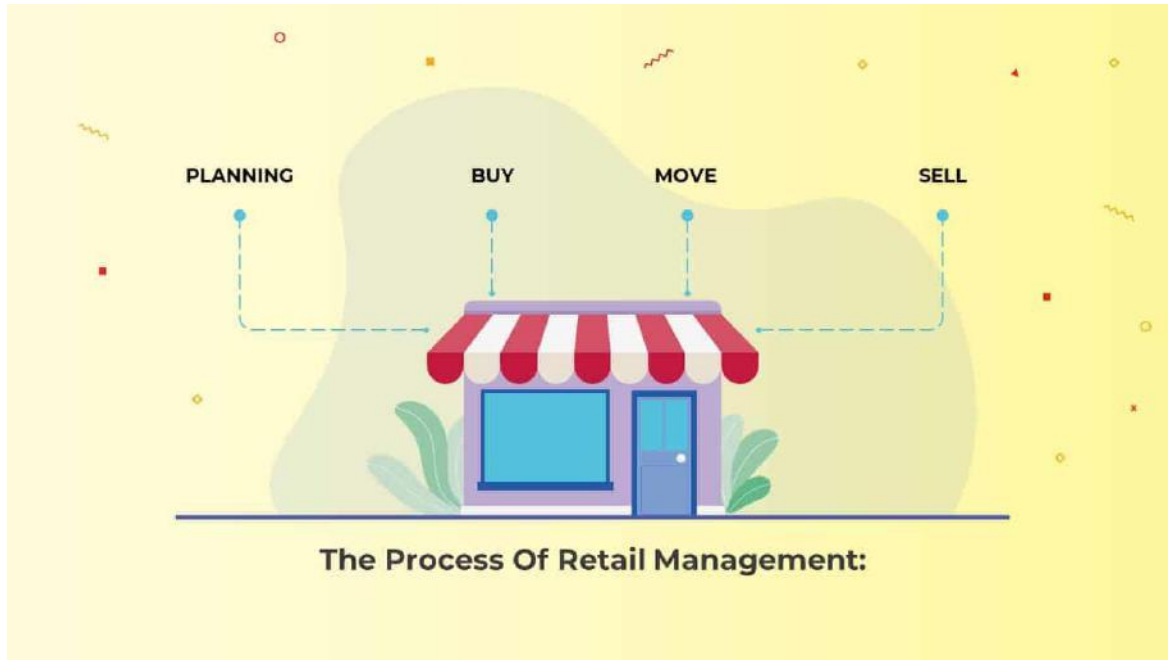 PLANNING BUY MOVE SELL
The Process Of Retail Management: